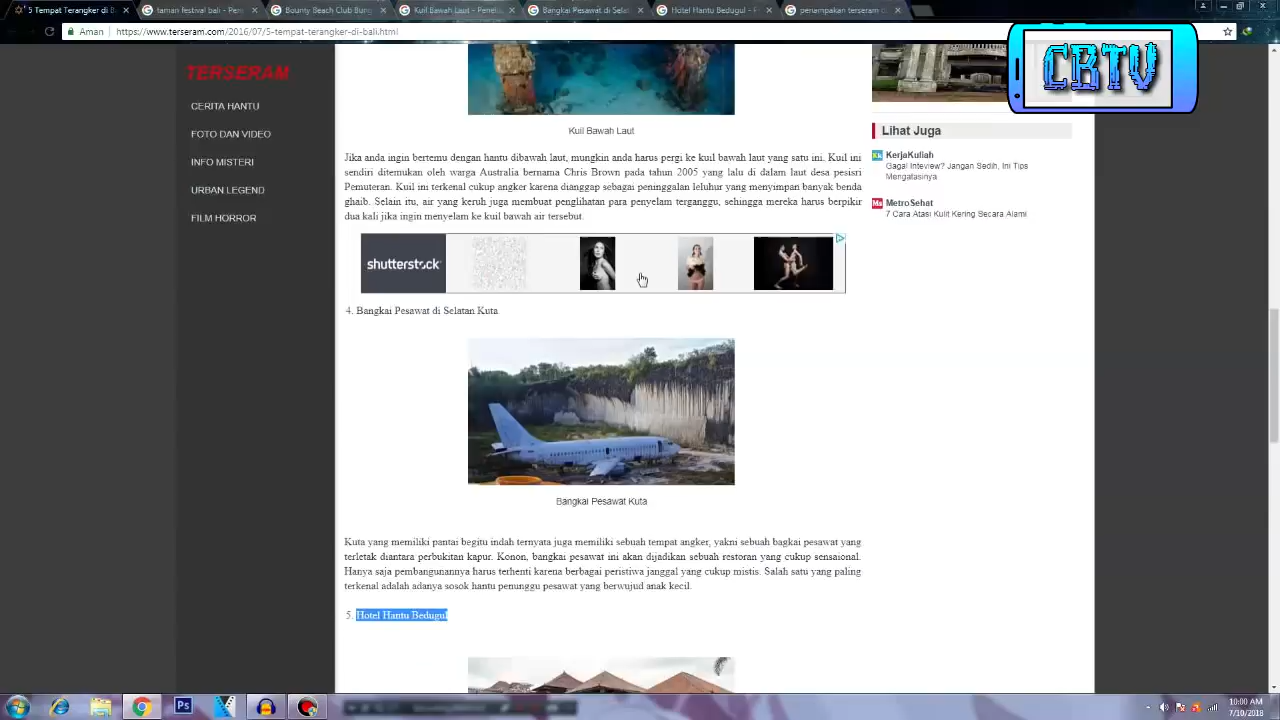 5 Tempat Terangker di B
taman festival bali - Pene
Bounty Beach Club Bunk
Kuil Bawah Laut - Penelu
Bangkai Pesawat di Selat
Hotel Hantu Bedugul -
penampakan terseram d
Aman
https://www.terseram.com/2016/07/5-tempat-terangker-di-bali.html
CRTV
TERSERAM
CERITA HANTU
FOTO DAN VIDEO
INFO MISTERI
URBAN LEGEND
FILM HORROR
Kuil Bawah Laut
Jika anda ingin bertemu dengan hantu dibawah laut, mungkin anda harus pergi ke kuil bawah laut yang satu ini. Kuil ini
sendiri ditemukan oleh warga Australia bernama Chris Brown pada tahun 2005 yang lalu di dalam laut desa pesisri
Pemuteran. Kuil ini terkenal cukup angker karena dianggap sebagai peninggalan leluhur yang menyimpan banyak benda
ghaib. Selain itu, air yang keruh juga membuat penglihatan para penyelam terganggu, sehingga mereka harus berpikir
dua kali jika ingin menyelam ke kuil bawah air tersebut.
shutterstock
4. Bangkai Pesawat di Selatan Kuta.
Bangkai Pesawat Kuta
Kuta yang memiliki pantai begitu indah ternyata juga memiliki sebuah tempat angker, yakni sebuah bagkai pesawat yang
terletak diantara perbukitan kapur. Konon, bangkai pesawat ini akan dijadikan sebuah restoran yang cukup sensaional.
Hanya saja pembangunannya harus terhenti karena berbagai peristiwa janggal yang cukup mistis. Salah satu yang paling
terkenal adalah adanya sosok hantu penunggu pesawat yang berwujud anak kecil.
5. Hotel Hantu Bedugul
Lihat Juga
KerjaKuliah
Gagal Inteview? Jangan Sedih, Ini Tips
Mengatasinya
MetroSehat
7 Cara Atasi Kulit Kering Secara Alami
Ps
10:00 AM
7/10/2018